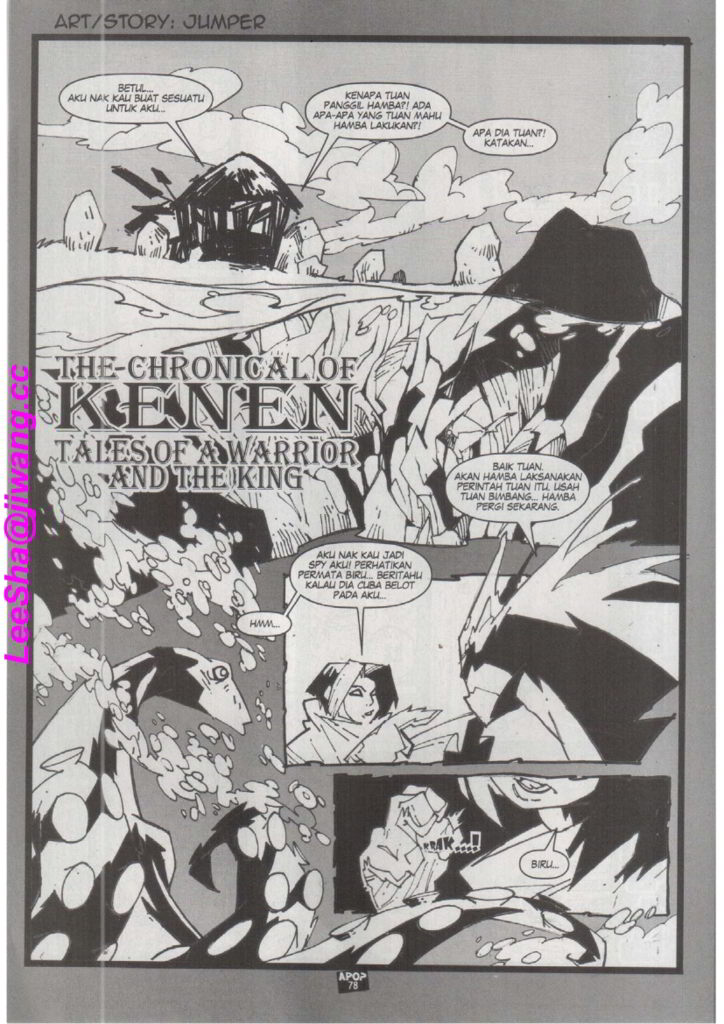 ART/STORY: JUMPER
BETUL...
AKU NAK KAU BUAT SESUATU
UNTUK AKU...
KENAPA TUAN
PANGGIL HAMBA?! ADA
APA-APA YANG TUAN MAHU
HAMBA LAKUKAN?!
APA DIA TUAN?!
KATAKAN...
THE CHRONICAL OF
KENEN
TALES OF A WARRIOR
AND THE KING
BAIK TUAN.
AKAN HAMBA LAKSANAKAN
PERINTAH TUAN ITU. USAH
TUAN BIMBANG... HAMBA
PERGI SEKARANG.
AKU NAK KAU JADI
SPY AKU! PERHATIKAN
PERMATA BIRU... BERITAHU
KALAU DIA CUBA BELOT
PADA AKU...
HMM...
KRAK....!
BIRU...
APO?
78
LeeSha@jiwang.cc